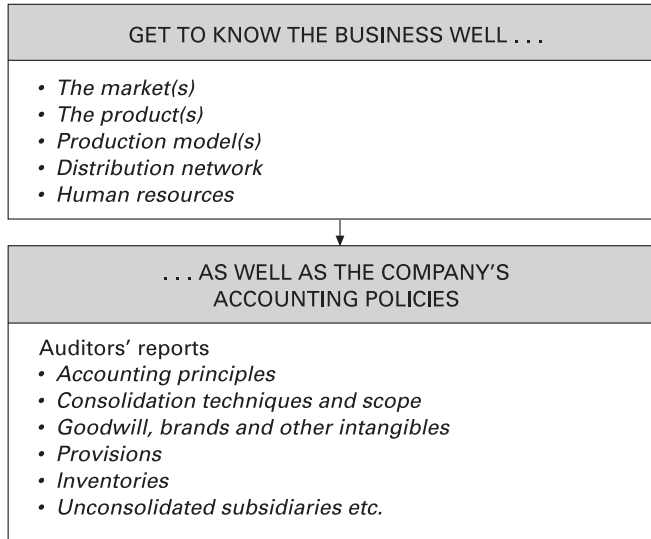 GET TO KNOW THE BUSINESS WELL . . .
• The market(s)
• The product(s)
• Production model(s)
• Distribution network
• Human resources
. . . AS WELL AS THE COMPANY’S
ACCOUNTING POLICIES
Auditors’ reports
• Accounting principles
• Consolidation techniques and scope
• Goodwill, brands and other intangibles
• Provisions
• Inventories
• Unconsolidated subsidiaries etc.